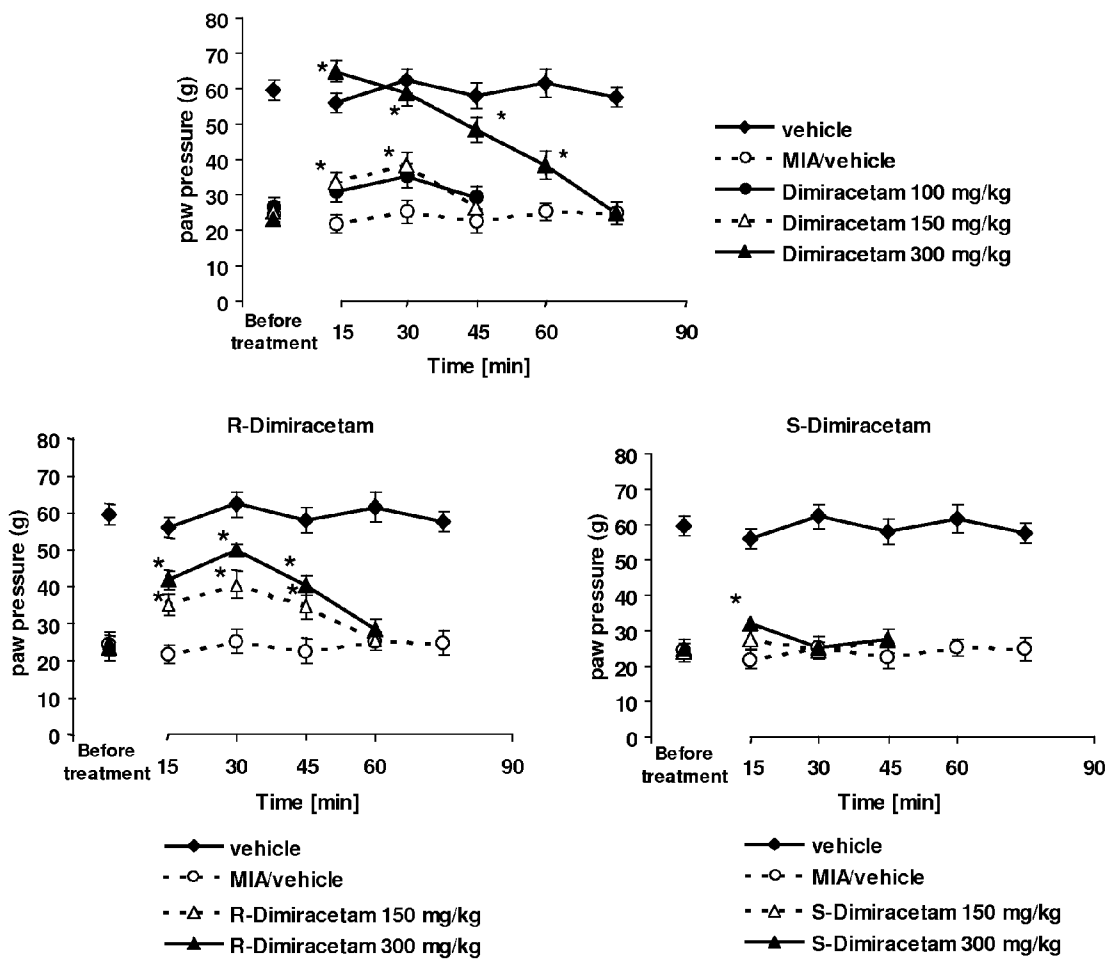 80
70
60
50
40
30
20
10
0
paw pressure (g)
*
*
*
*
*
*
Before
treatment
15 30 45 60 90
Time [min]
vehicle
MIA/vehicle
Dimiracetam 100 mg/kg
Dimiracetam 150 mg/kg
Dimiracetam 300 mg/kg
R-Dimiracetam
80
70
60
50
40
30
20
10
0
paw pressure (g)
*
*
*
*
*
*
Before
treatment
15 30 45 60 90
Time [min]
vehicle
MIA/vehicle
R-Dimiracetam 150 mg/kg
R-Dimiracetam 300 mg/kg
S-Dimiracetam
80
70
60
50
40
30
20
10
0
paw pressure (g)
*
Before
treatment
15 30 45 60 90
Time [min]
vehicle
MIA/vehicle
S-Dimiracetam 150 mg/kg
S-Dimiracetam 300 mg/kg